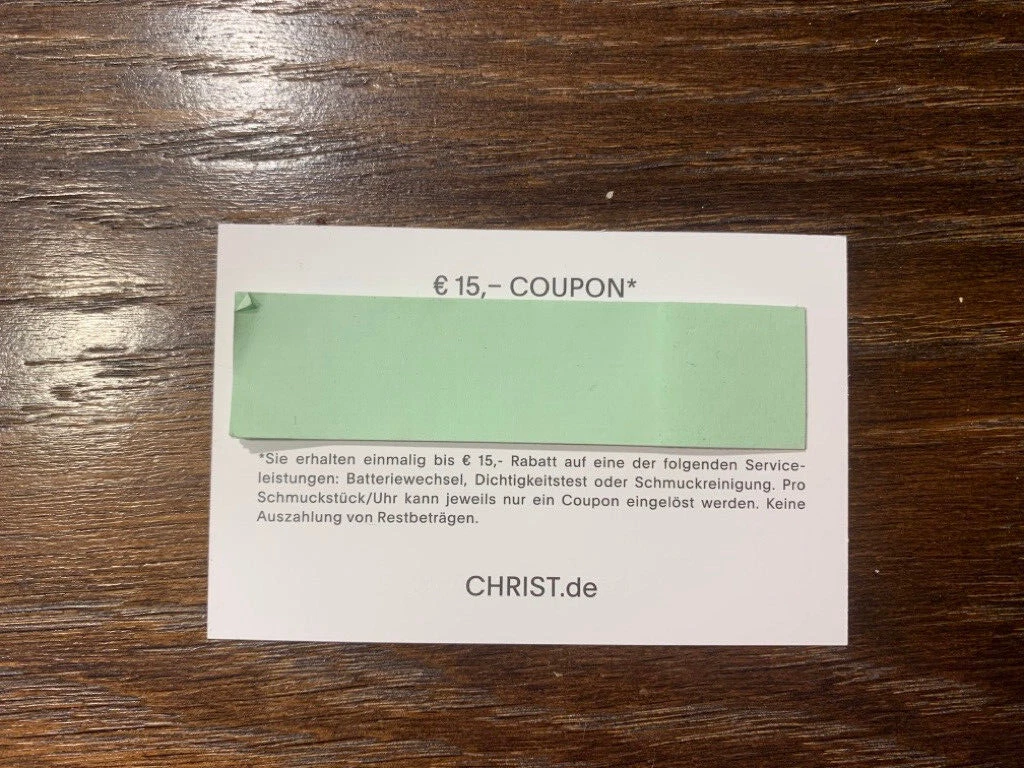 € 15,– COUPON*
*Sie erhalten einmalig bis € 15,- Rabatt auf eine der folgenden Service-
leistungen: Batteriewechsel, Dichtigkeitstest oder Schmuckreinigung. Pro
Schmuckstück/Uhr kann jeweils nur ein Coupon eingelöst werden. Keine
Auszahlung von Restbeträgen.
CHRIST.de